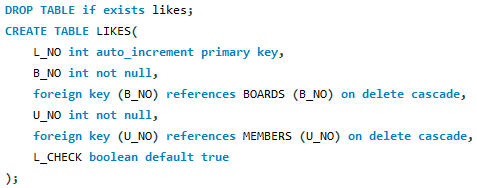 DROP TABLE if exists likes;
CREATE TABLE LIKES(
    L_NO int auto_increment primary key,
    B_NO int not null,
    foreign key (B_NO) references BOARDS (B_NO) on delete cascade,
    U_NO int not null,
    foreign key (U_NO) references MEMBERS (U_NO) on delete cascade,
    L_CHECK boolean default true
);